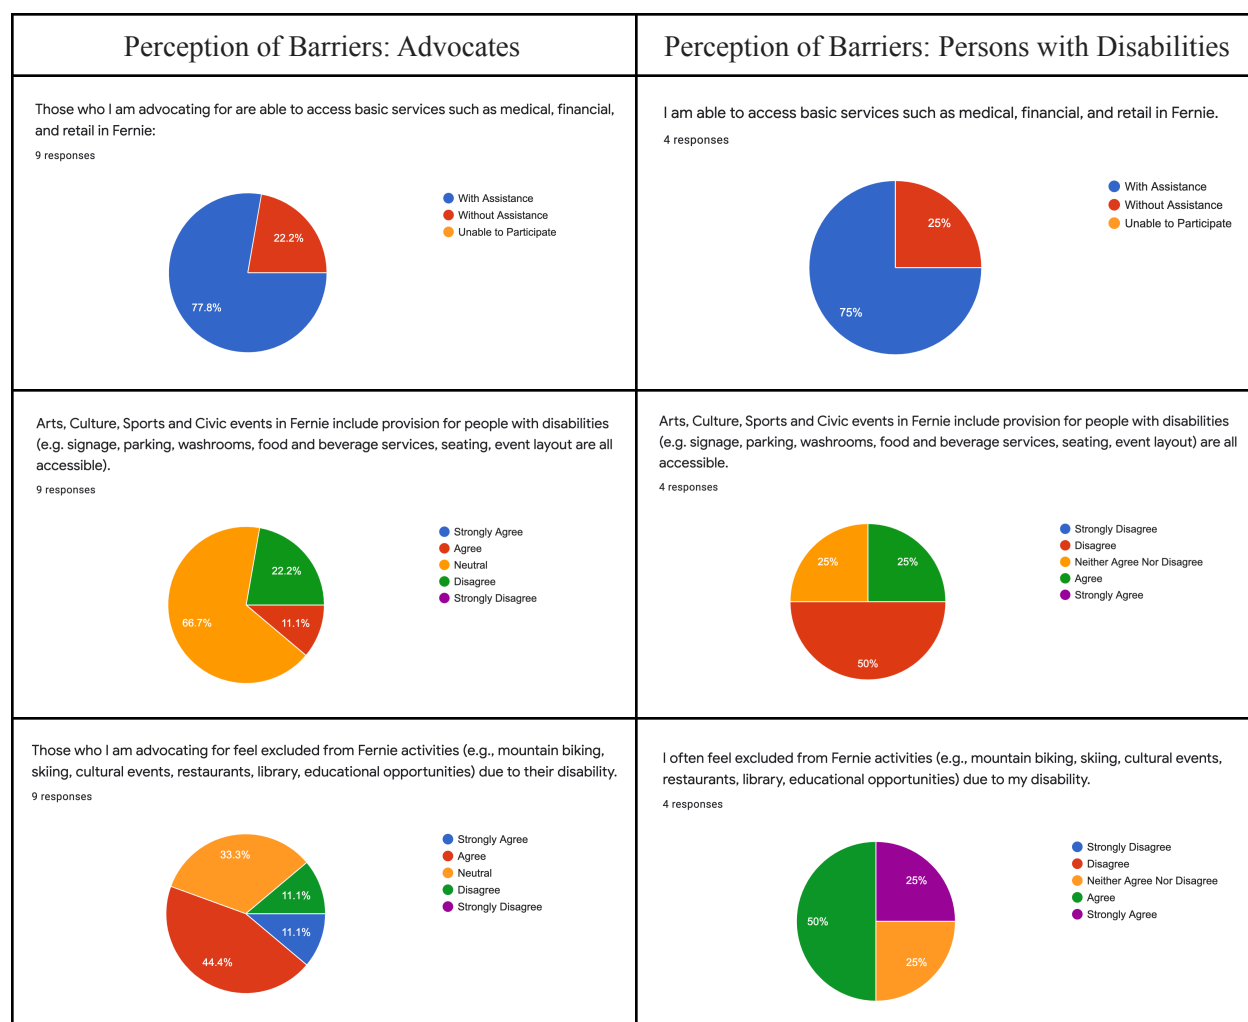 Perception of Barriers: Advocates
Perception of Barriers: Persons with Disabilities
Those who I am advocating for are able to access basic services such as medical, financial,
and retail in Fernie:
9 responses
With Assistance
Without Assistance
Unable to Participate
22.2%
77.8%
I am able to access basic services such as medical, financial, and retail in Fernie.
4 responses
With Assistance
Without Assistance
Unable to Participate
25%
75%
Arts, Culture, Sports and Civic events in Fernie include provision for people with disabilities
(e.g. signage, parking, washrooms, food and beverage services, seating, event layout are all
accessible).
9 responses
Strongly Agree
Agree
Neutral
Disagree
Strongly Disagree
22.2%
66.7%
11.1%
Arts, Culture, Sports and Civic events in Fernie include provision for people with disabilities
(e.g. signage, parking, washrooms, food and beverage services, seating, event layout) are all
accessible.
4 responses
Strongly Disagree
Disagree
Neither Agree Nor Disagree
Agree
Strongly Agree
25%
25%
50%
Those who I am advocating for feel excluded from Fernie activities (e.g., mountain biking,
skiing, cultural events, restaurants, library, educational opportunities) due to their disability.
9 responses
Strongly Agree
Agree
Neutral
Disagree
Strongly Disagree
33.3%
11.1%
11.1%
44.4%
I often feel excluded from Fernie activities (e.g., mountain biking, skiing, cultural events,
restaurants, library, educational opportunities) due to my disability.
4 responses
Strongly Disagree
Disagree
Neither Agree Nor Disagree
Agree
Strongly Agree
25%
50%
25%